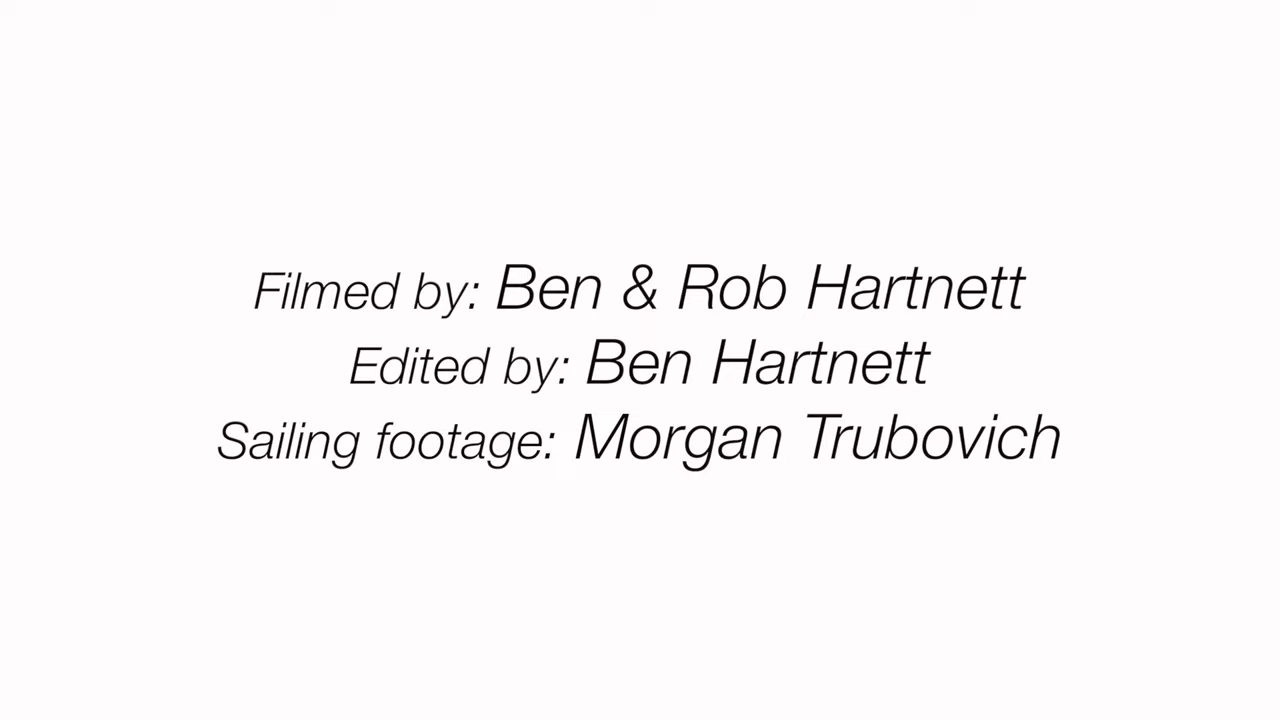 Filmed by: Ben & Rob Hartnett
Edited by: Ben Hartnett
Sailing footage: Morgan Trubovich